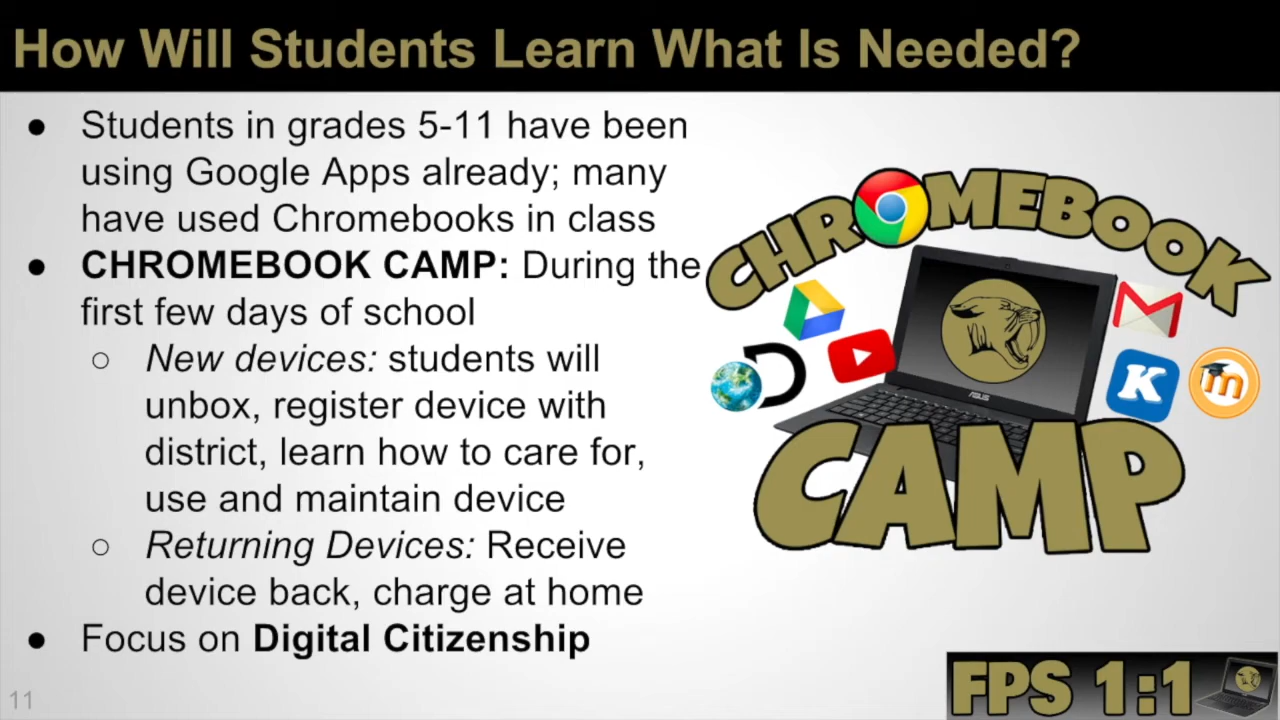 How Will Students Learn What Is Needed?
● Students in grades 5-11 have been
using Google Apps already; many
have used Chromebooks in class
● CHROMEBOOK CAMP: During the
first few days of school
○ New devices: students will
unbox, register device with
district, learn how to care for,
use and maintain device
○ Returning Devices: Receive
device back, charge at home
● Focus on Digital Citizenship
CHROMEBOOK
ASUS
K
m
CAMP
FPS 1:1
11